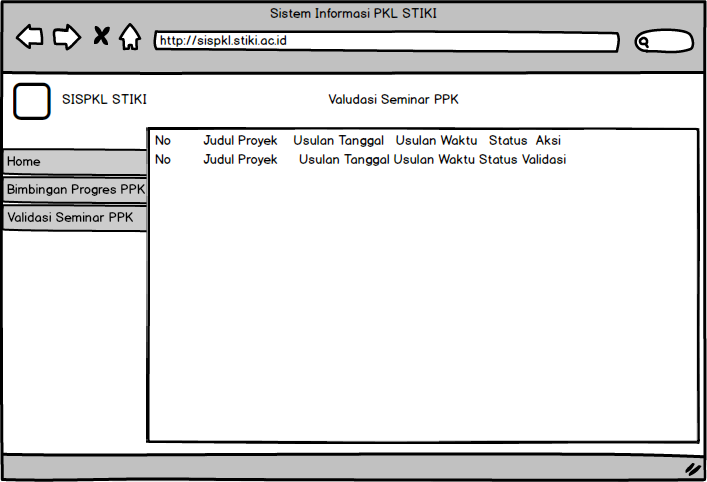 Sistem Informasi PKL STIKI
http://sispkl.stiki.ac.id
SISPKL STIKI
Valudasi Seminar PPK
No Judul Proyek Usulan Tanggal Usulan Waktu Status Aksi
No Judul Proyek Usulan Tanggal Usulan Waktu Status Validasi
Home
Bimbingan Progres PPK
Validasi Seminar PPK